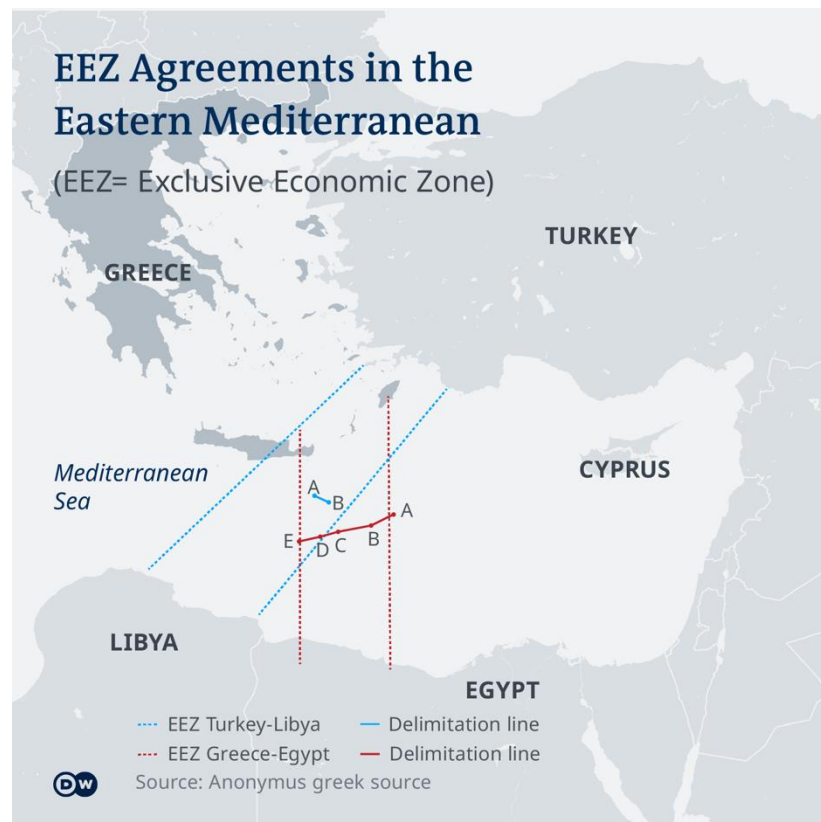 EEZ Agreements in the
Eastern Mediterranean
(EEZ= Exclusive Economic Zone)
TURKEY
GREECE
Mediterranean
Sea
CYPRUS
A
B
A
E
D
C
B
LIBYA
EGYPT
EEZ Turkey-Libya
Delimitation line
EEZ Greece-Egypt
Delimitation line
DW
Source: Anonymus greek source